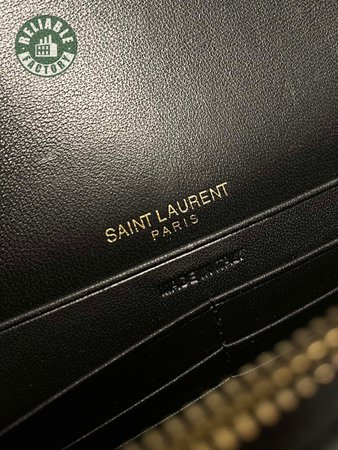 RELIABLE
FACTORY
SAINT LAURENT
PARIS
MADE IN ITALY